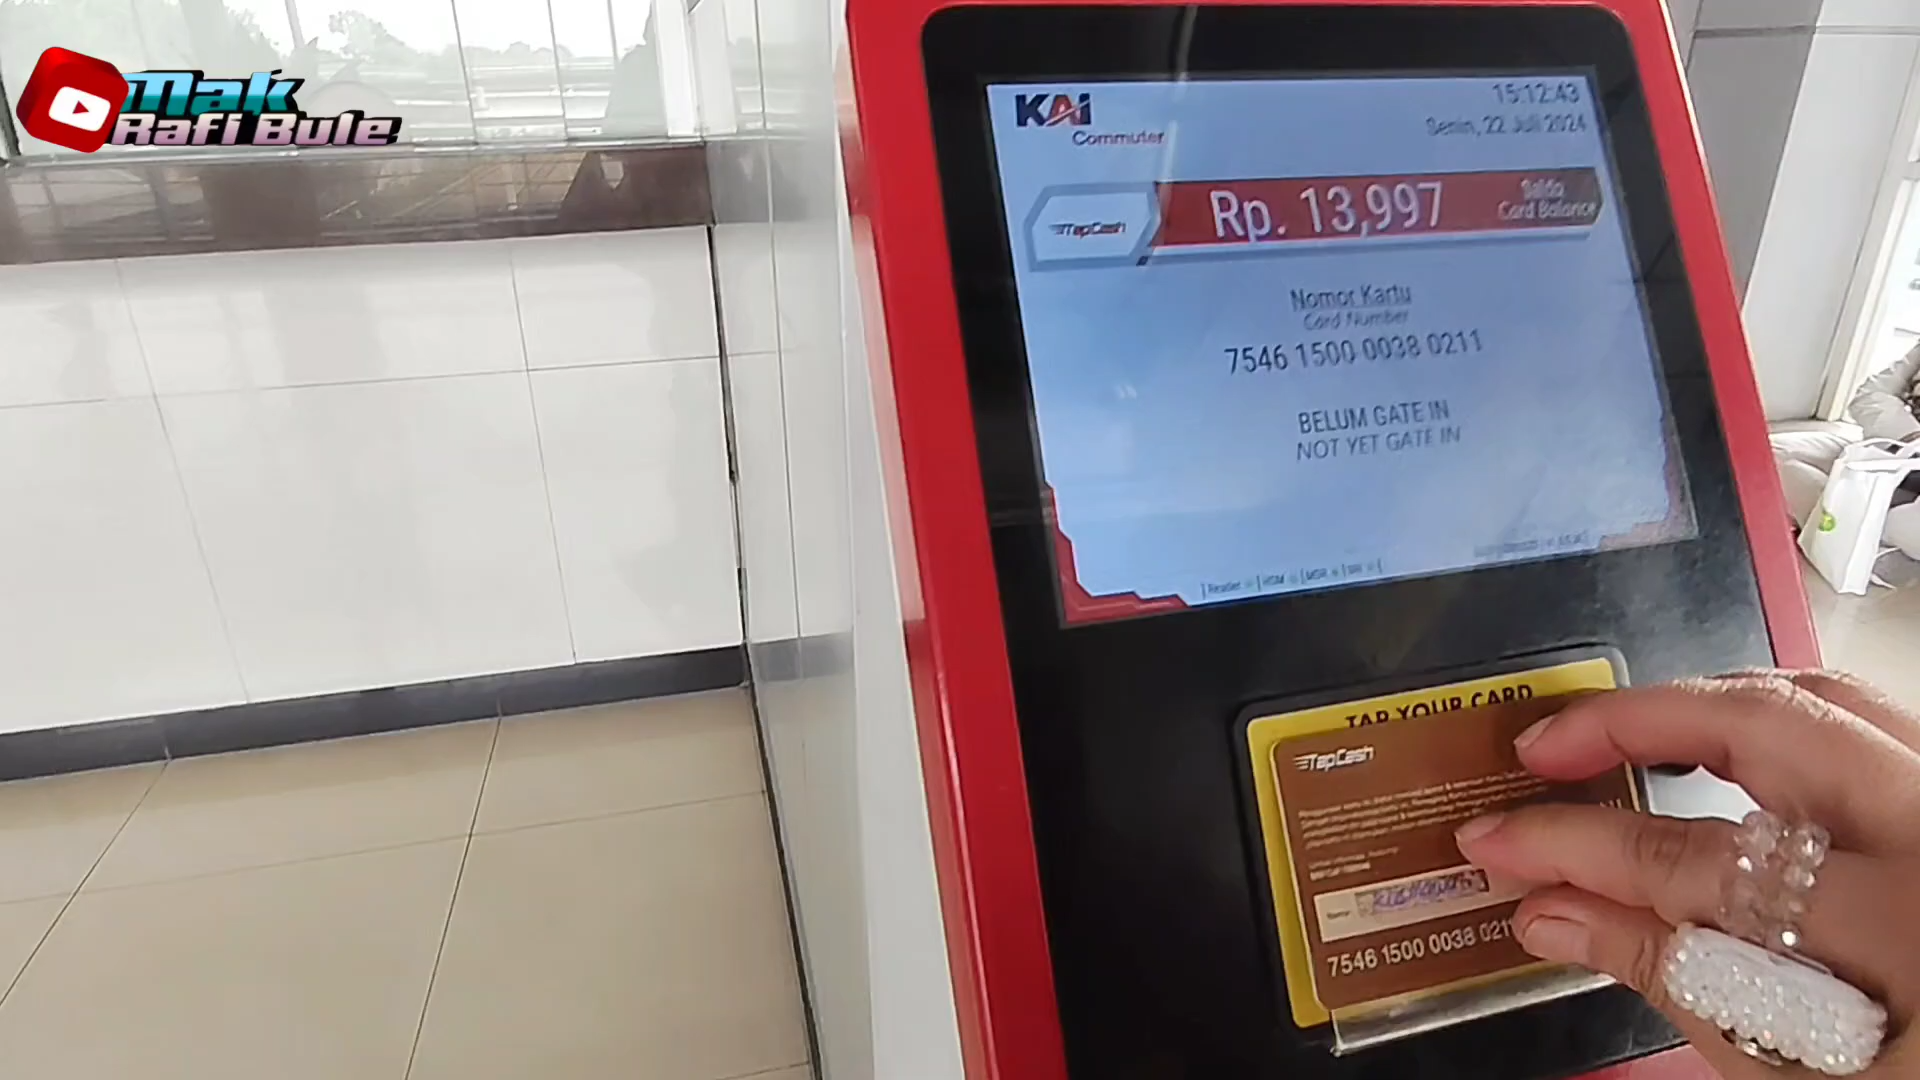 Mak
Rafi Bule
KAI
Commuter
15:12:43
Senin, 22 Juli 2024
TapCash
Rp. 13,997
Saldo
Card Balance
Nomor Kartu
Card Number
7546 1500 0038 0211
BELUM GATE IN
NOT YET GATE IN
TAP YOUR CARD
TapCash
7546 1500 0038 0211